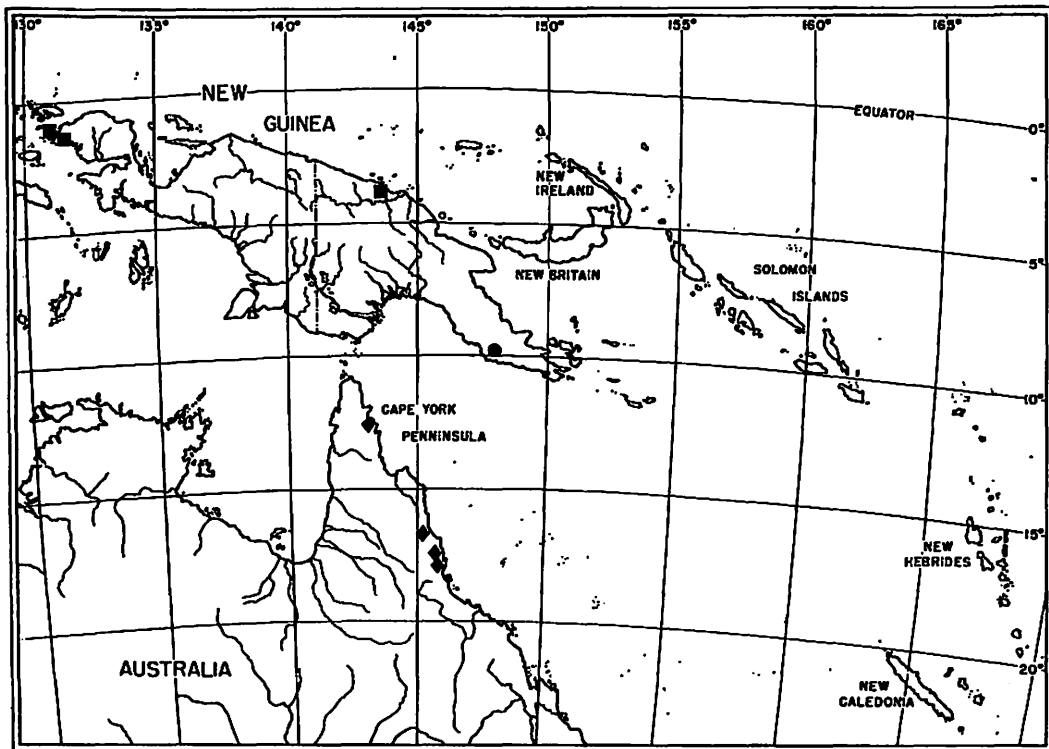 130° 135° 140° 145° 150° 155° 160° 165°
NEW
GUINEA
EQUATOR
0°
NEW
IRELAND
5°
NEW BRITAIN
SOLOMON
ISLANDS
10°
CAPE YORK
PENNINSULA
15°
NEW
HEBRIDES
AUSTRALIA
20°
NEW
CALEDONIA